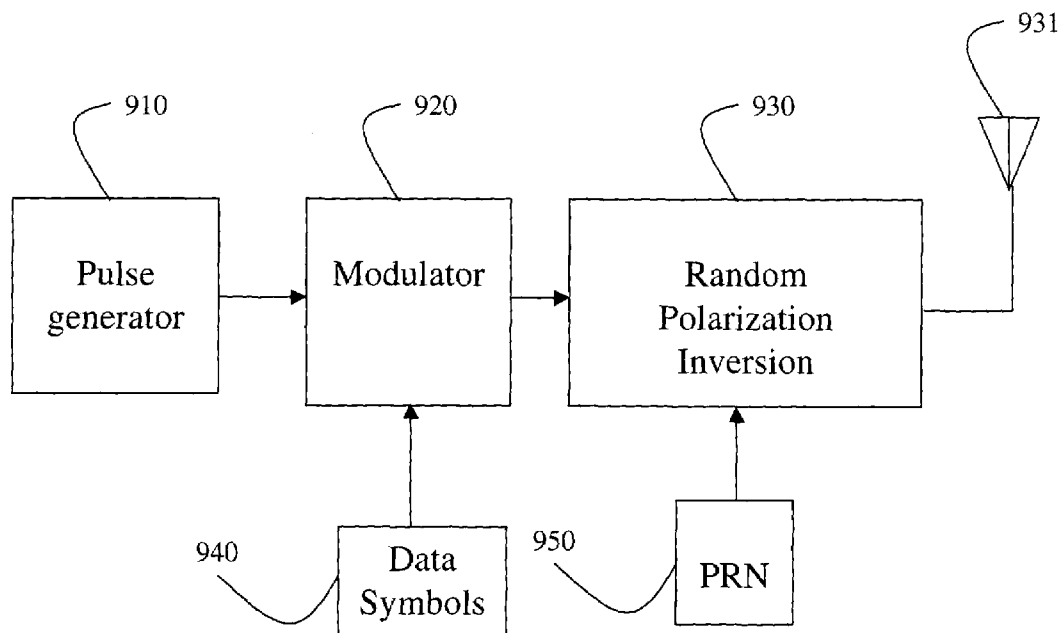 931
910
920
930
Pulse
generator
Modulator
Random
Polarization
Inversion
940
Data
Symbols
950
PRN